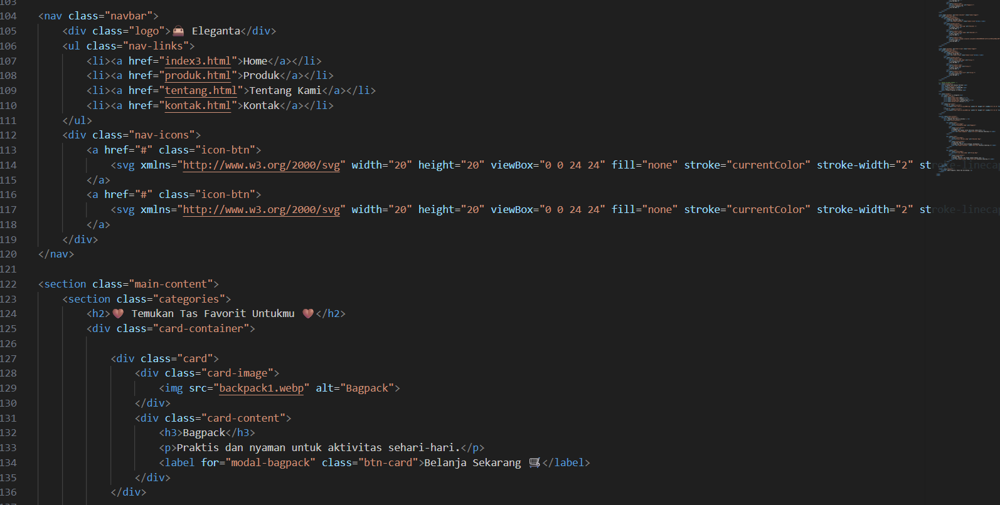 103
104 <nav class="navbar">
105 <div class="logo">👜 Eleganta</div>
106 <ul class="nav-links">
107 <li><a href="index3.html">Home</a></li>
108 <li><a href="produk.html">Produk</a></li>
109 <li><a href="tentang.html">Tentang Kami</a></li>
110 <li><a href="kontak.html">Kontak</a></li>
111 </ul>
112 <div class="nav-icons">
113 <a href="#" class="icon-btn">
114 <svg xmlns="http://www.w3.org/2000/svg" width="20" height="20" viewBox="0 0 24 24" fill="none" stroke="currentColor" stroke-width="2" stroke-linecap
115 </a>
116 <a href="#" class="icon-btn">
117 <svg xmlns="http://www.w3.org/2000/svg" width="20" height="20" viewBox="0 0 24 24" fill="none" stroke="currentColor" stroke-width="2" stroke-linecap
118 </a>
119 </div>
120 </nav>
121
122 <section class="main-content">
123 <section class="categories">
124 <h2>🤎 Temukan Tas Favorit Untukmu 🤎</h2>
125 <div class="card-container">
126
127 <div class="card">
128 <div class="card-image">
129 <img src="backpack1.webp" alt="Bagpack">
130 </div>
131 <div class="card-content">
132 <h3>Bagpack</h3>
133 <p>Praktis dan nyaman untuk aktivitas sehari-hari.</p>
134 <label for="modal-bagpack" class="btn-card">Belanja Sekarang 🛒</label>
135 </div>
136 </div>